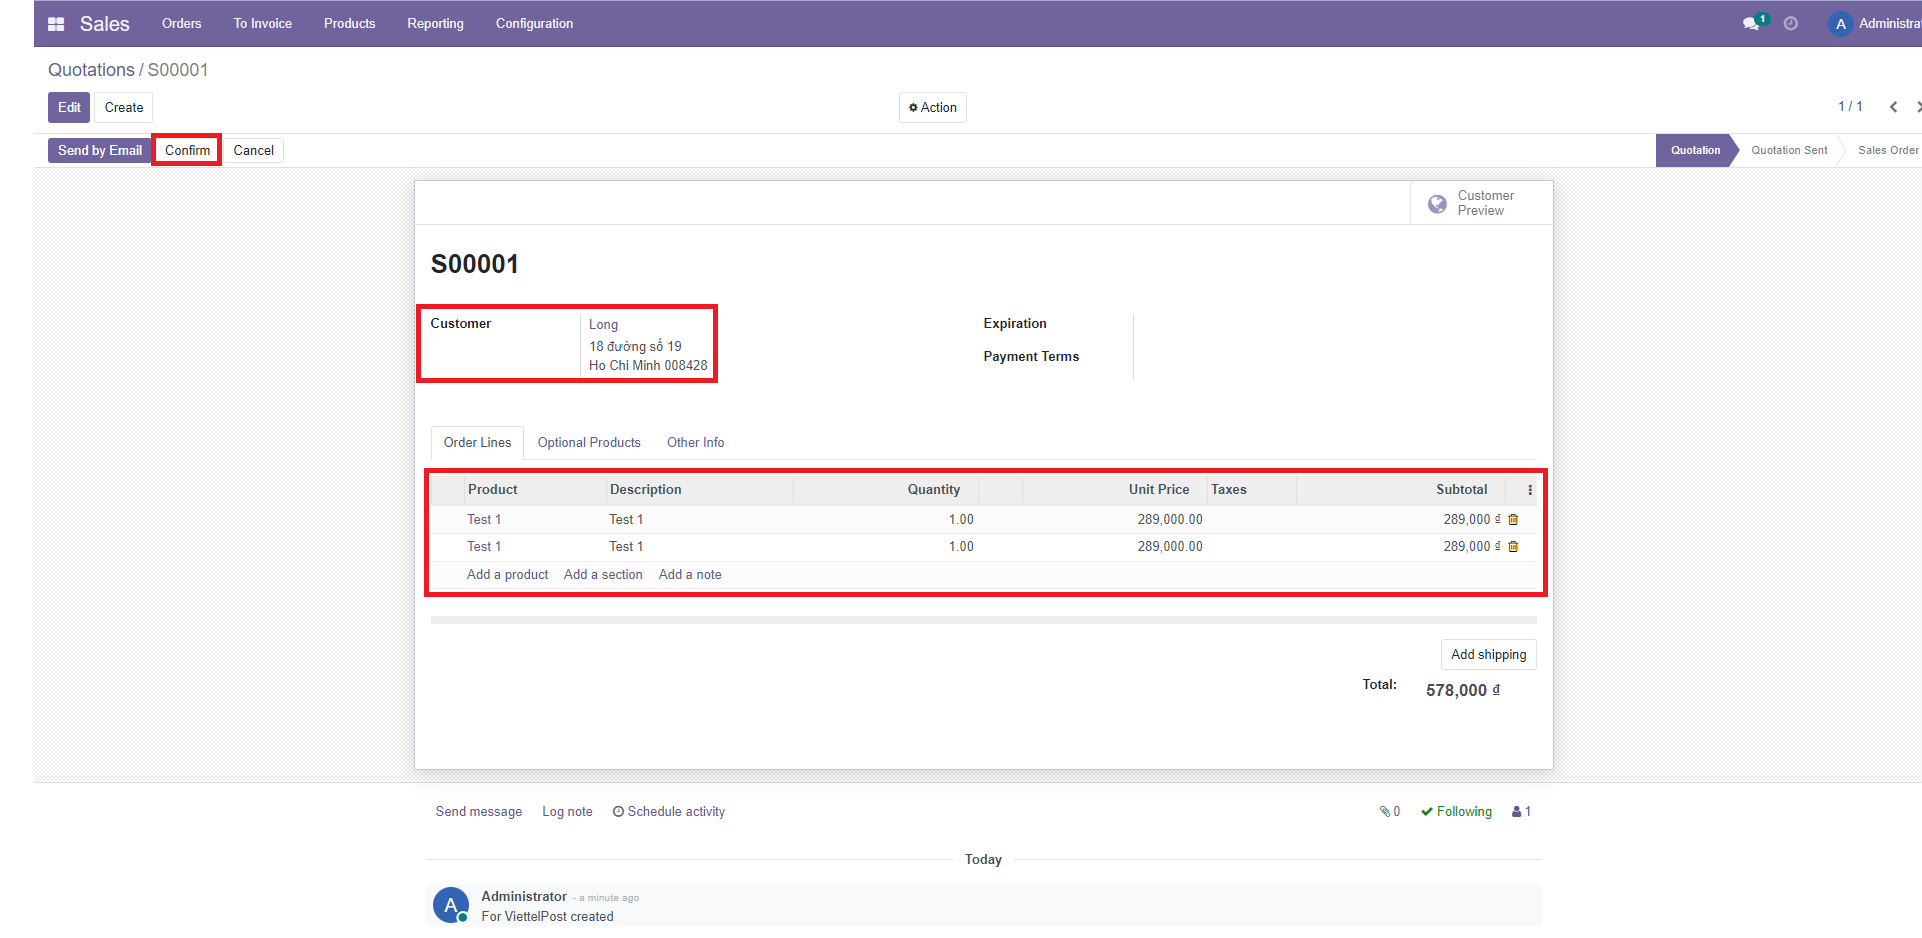 Sales Orders To Invoice Products Reporting Configuration 1 A
Quotations / S00001
Edit Create Action 1 / 1
Send by Email Confirm Cancel Quotation Quotation Sent Sales Order
Customer
Preview
S00001
Customer Long Expiration
18 đường số 19
Ho Chi Minh 008428 Payment Terms
Order Lines Optional Products Other Info
Product Description Quantity Unit Price Taxes Subtotal
Test 1 Test 1 1.00 289,000.00 289,000 ₫
Test 1 Test 1 1.00 289,000.00 289,000 ₫
Add a product Add a section Add a note
Add shipping
Total: 578,000 ₫
Send message Log note Schedule activity 0 Following 1
Today
A Administrator - a minute ago
For ViettelPost created